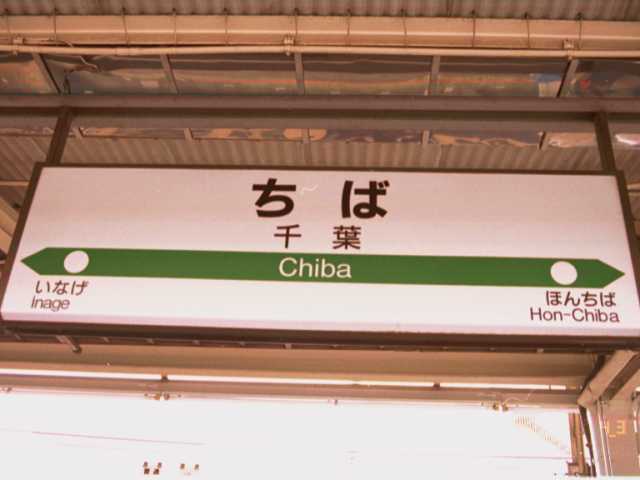 ちば
千葉
Chiba
いなげ
Inage
ほんちば
Hon-Chiba